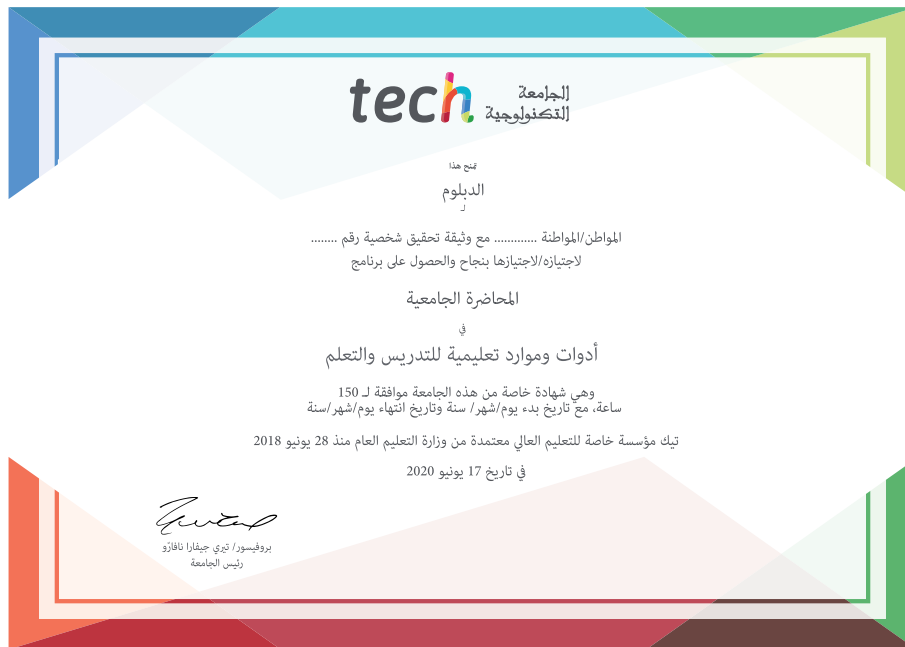 tech الجامعة
التكنولوجية
تمنح هذا
الدبلوم
لـ
المواطن/المواطنة ............. مع وثيقة تحقيق شخصية رقم ........
لاجتيازه/لاجتيازها بنجاح والحصول على برنامج
المحاضرة الجامعية
في
أدوات وموارد تعليمية للتدريس والتعلم
وهي شهادة خاصة من هذه الجامعة موافقة لـ 150
ساعة، مع تاريخ بدء يوم/شهر/ سنة وتاريخ انتهاء يوم/شهر/سنة
تيك مؤسسة خاصة للتعليم العالي معتمدة من وزارة التعليم العام منذ 28 يونيو 2018
في تاريخ 17 يونيو 2020
بروفيسور/ تيري جيفارا نافارّو
رئيس الجامعة